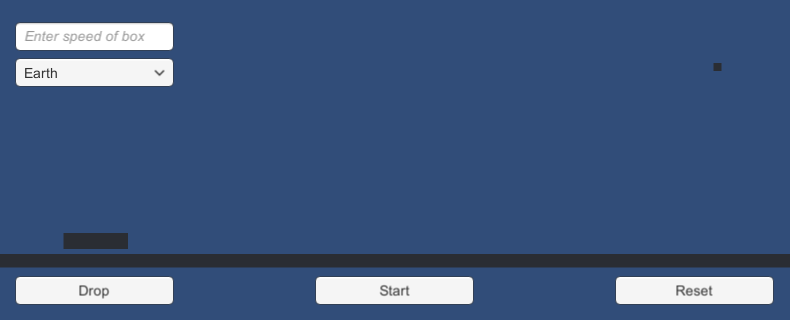 Enter speed of box
Earth
Drop
Start
Reset